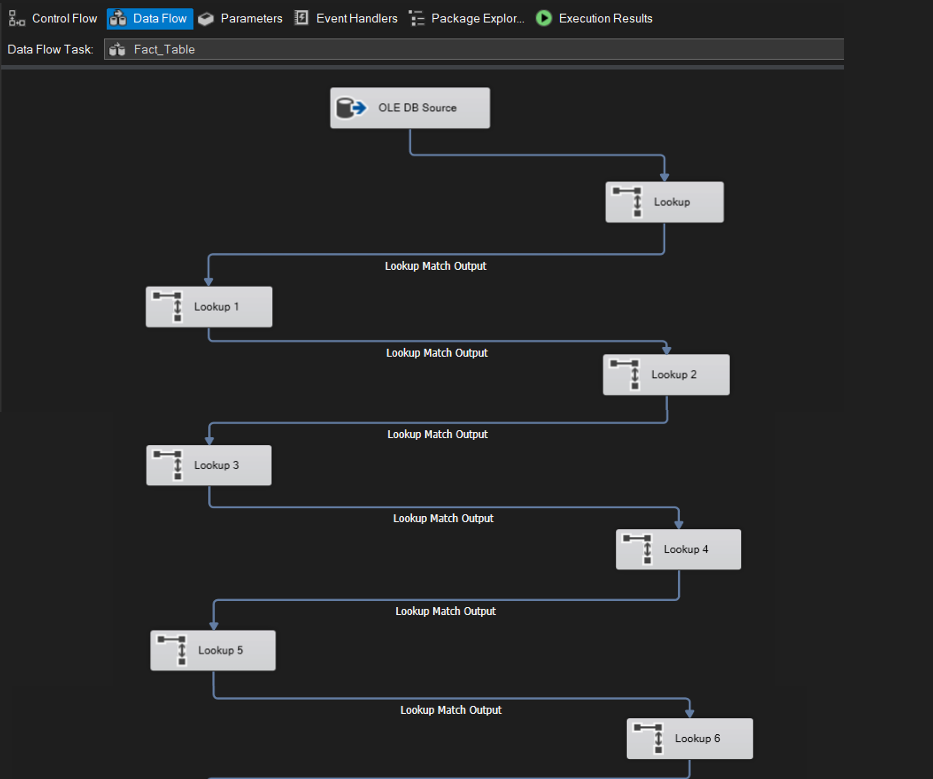 Control Flow Data Flow Parameters Event Handlers Package Explor... Execution Results
Data Flow Task: Fact_Table
OLE DB Source
Lookup
Lookup Match Output
Lookup 1
Lookup Match Output
Lookup 2
Lookup Match Output
Lookup 3
Lookup Match Output
Lookup 4
Lookup Match Output
Lookup 5
Lookup Match Output
Lookup 6